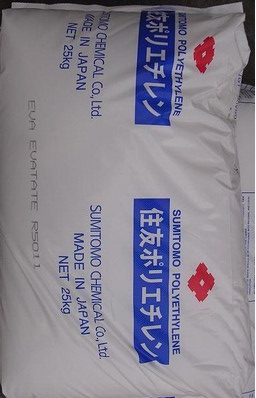 SUMITOMO POLYETHYLENE
住友ポリエチレン
SUMITOMO CHEMICAL Co., Ltd.
MADE IN JAPAN
NET 25kg
EVA EVATATE R5011
SUMITOMO POLYETHYLENE
住友ポリエチレン
SUMITOMO CHEMICAL Co., Ltd.
MADE IN JAPAN
NET 25kg